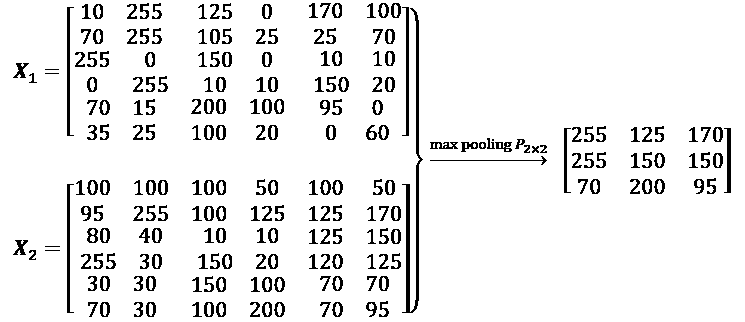 10 255 125 0 170 100
70 255 105 25 25 70
255 0 150 0 10 10
X₁ =
0 255 10 10 150 20
70 15 200 100 95 0
35 25 100 20 0 60
max pooling P₂×₂
255 125 170
255 150 150
70 200 95
100 100 100 50 100 50
95 255 100 125 125 170
80 40 10 10 125 150
X₂ =
255 30 150 20 120 125
30 30 150 100 70 70
70 30 100 200 70 95